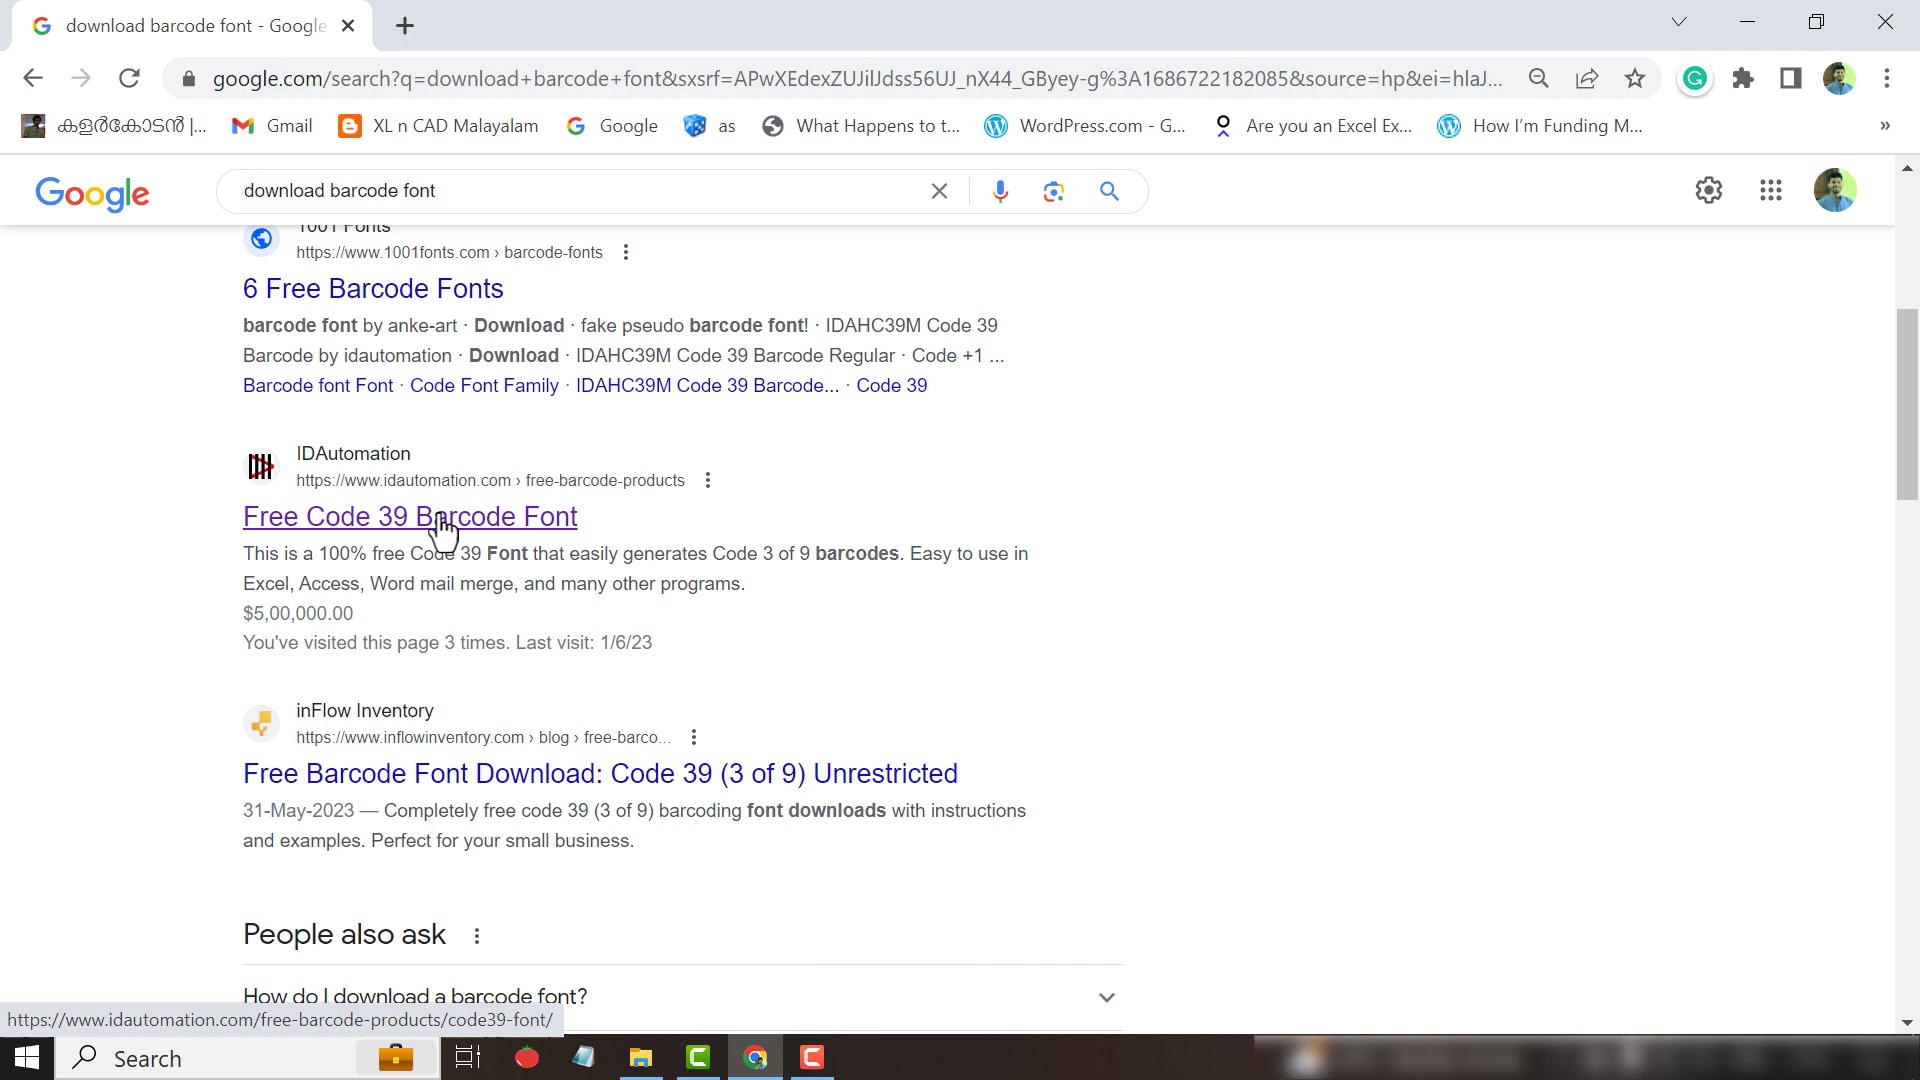 download barcode font - Google
google.com/search?q=download+barcode+font&sxsrf=APwXEdexZUJilJdss56UJ_nX44_GByey-g%3A1686722182085&source=hp&ei=hlaJ...
കളർകോടൻ |... Gmail XL n CAD Malayalam Google as What Happens to t... WordPress.com - G... Are you an Excel Ex... How I'm Funding M... »
Google download barcode font
1001 Fonts
https://www.1001fonts.com › barcode-fonts
6 Free Barcode Fonts
barcode font by anke-art · Download · fake pseudo barcode font! · IDAHC39M Code 39
Barcode by idautomation · Download · IDAHC39M Code 39 Barcode Regular · Code +1 ...
Barcode font Font · Code Font Family · IDAHC39M Code 39 Barcode... · Code 39
IDAutomation
https://www.idautomation.com › free-barcode-products
Free Code 39 Barcode Font
This is a 100% free Code 39 Font that easily generates Code 3 of 9 barcodes. Easy to use in
Excel, Access, Word mail merge, and many other programs.
$5,00,000.00
You've visited this page 3 times. Last visit: 1/6/23
inFlow Inventory
https://www.inflowinventory.com › blog › free-barco...
Free Barcode Font Download: Code 39 (3 of 9) Unrestricted
31-May-2023 — Completely free code 39 (3 of 9) barcoding font downloads with instructions
and examples. Perfect for your small business.
People also ask
How do I download a barcode font?
https://www.idautomation.com/free-barcode-products/code39-font/
Search